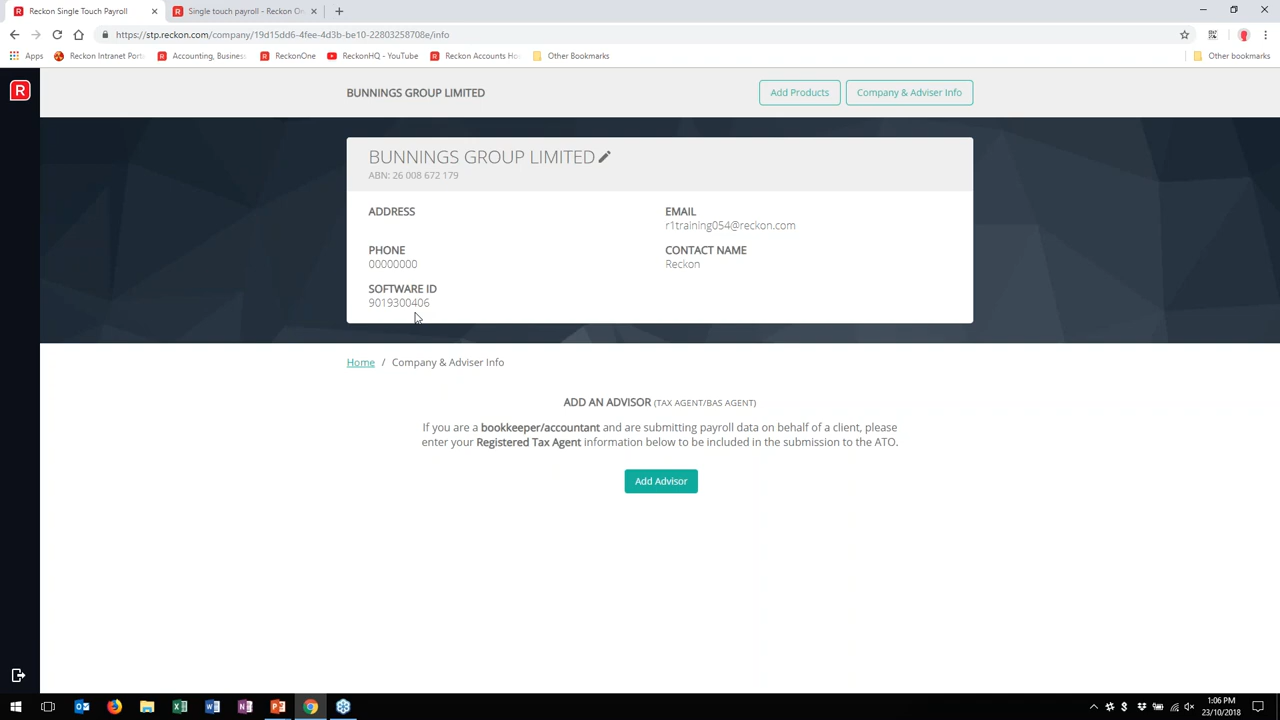 Reckon Single Touch Payroll
Single touch payroll - Reckon On
https://stp.reckon.com/company/19d15dd6-4fee-4d3b-be10-22803258708e/info
Apps
Reckon Intranet Port
Accounting, Business
ReckonOne
ReckonHQ - YouTube
Reckon Accounts Ho
Other Bookmarks
Other bookmarks
R
BUNNINGS GROUP LIMITED
Add Products
Company & Adviser Info
BUNNINGS GROUP LIMITED
ABN: 26 008 672 179
ADDRESS
EMAIL
r1training054@reckon.com
PHONE
00000000
CONTACT NAME
Reckon
SOFTWARE ID
9019300406
Home / Company & Adviser Info
ADD AN ADVISOR (TAX AGENT/BAS AGENT)
If you are a bookkeeper/accountant and are submitting payroll data on behalf of a client, please
enter your Registered Tax Agent information below to be included in the submission to the ATO.
Add Advisor
1:06 PM
23/10/2018